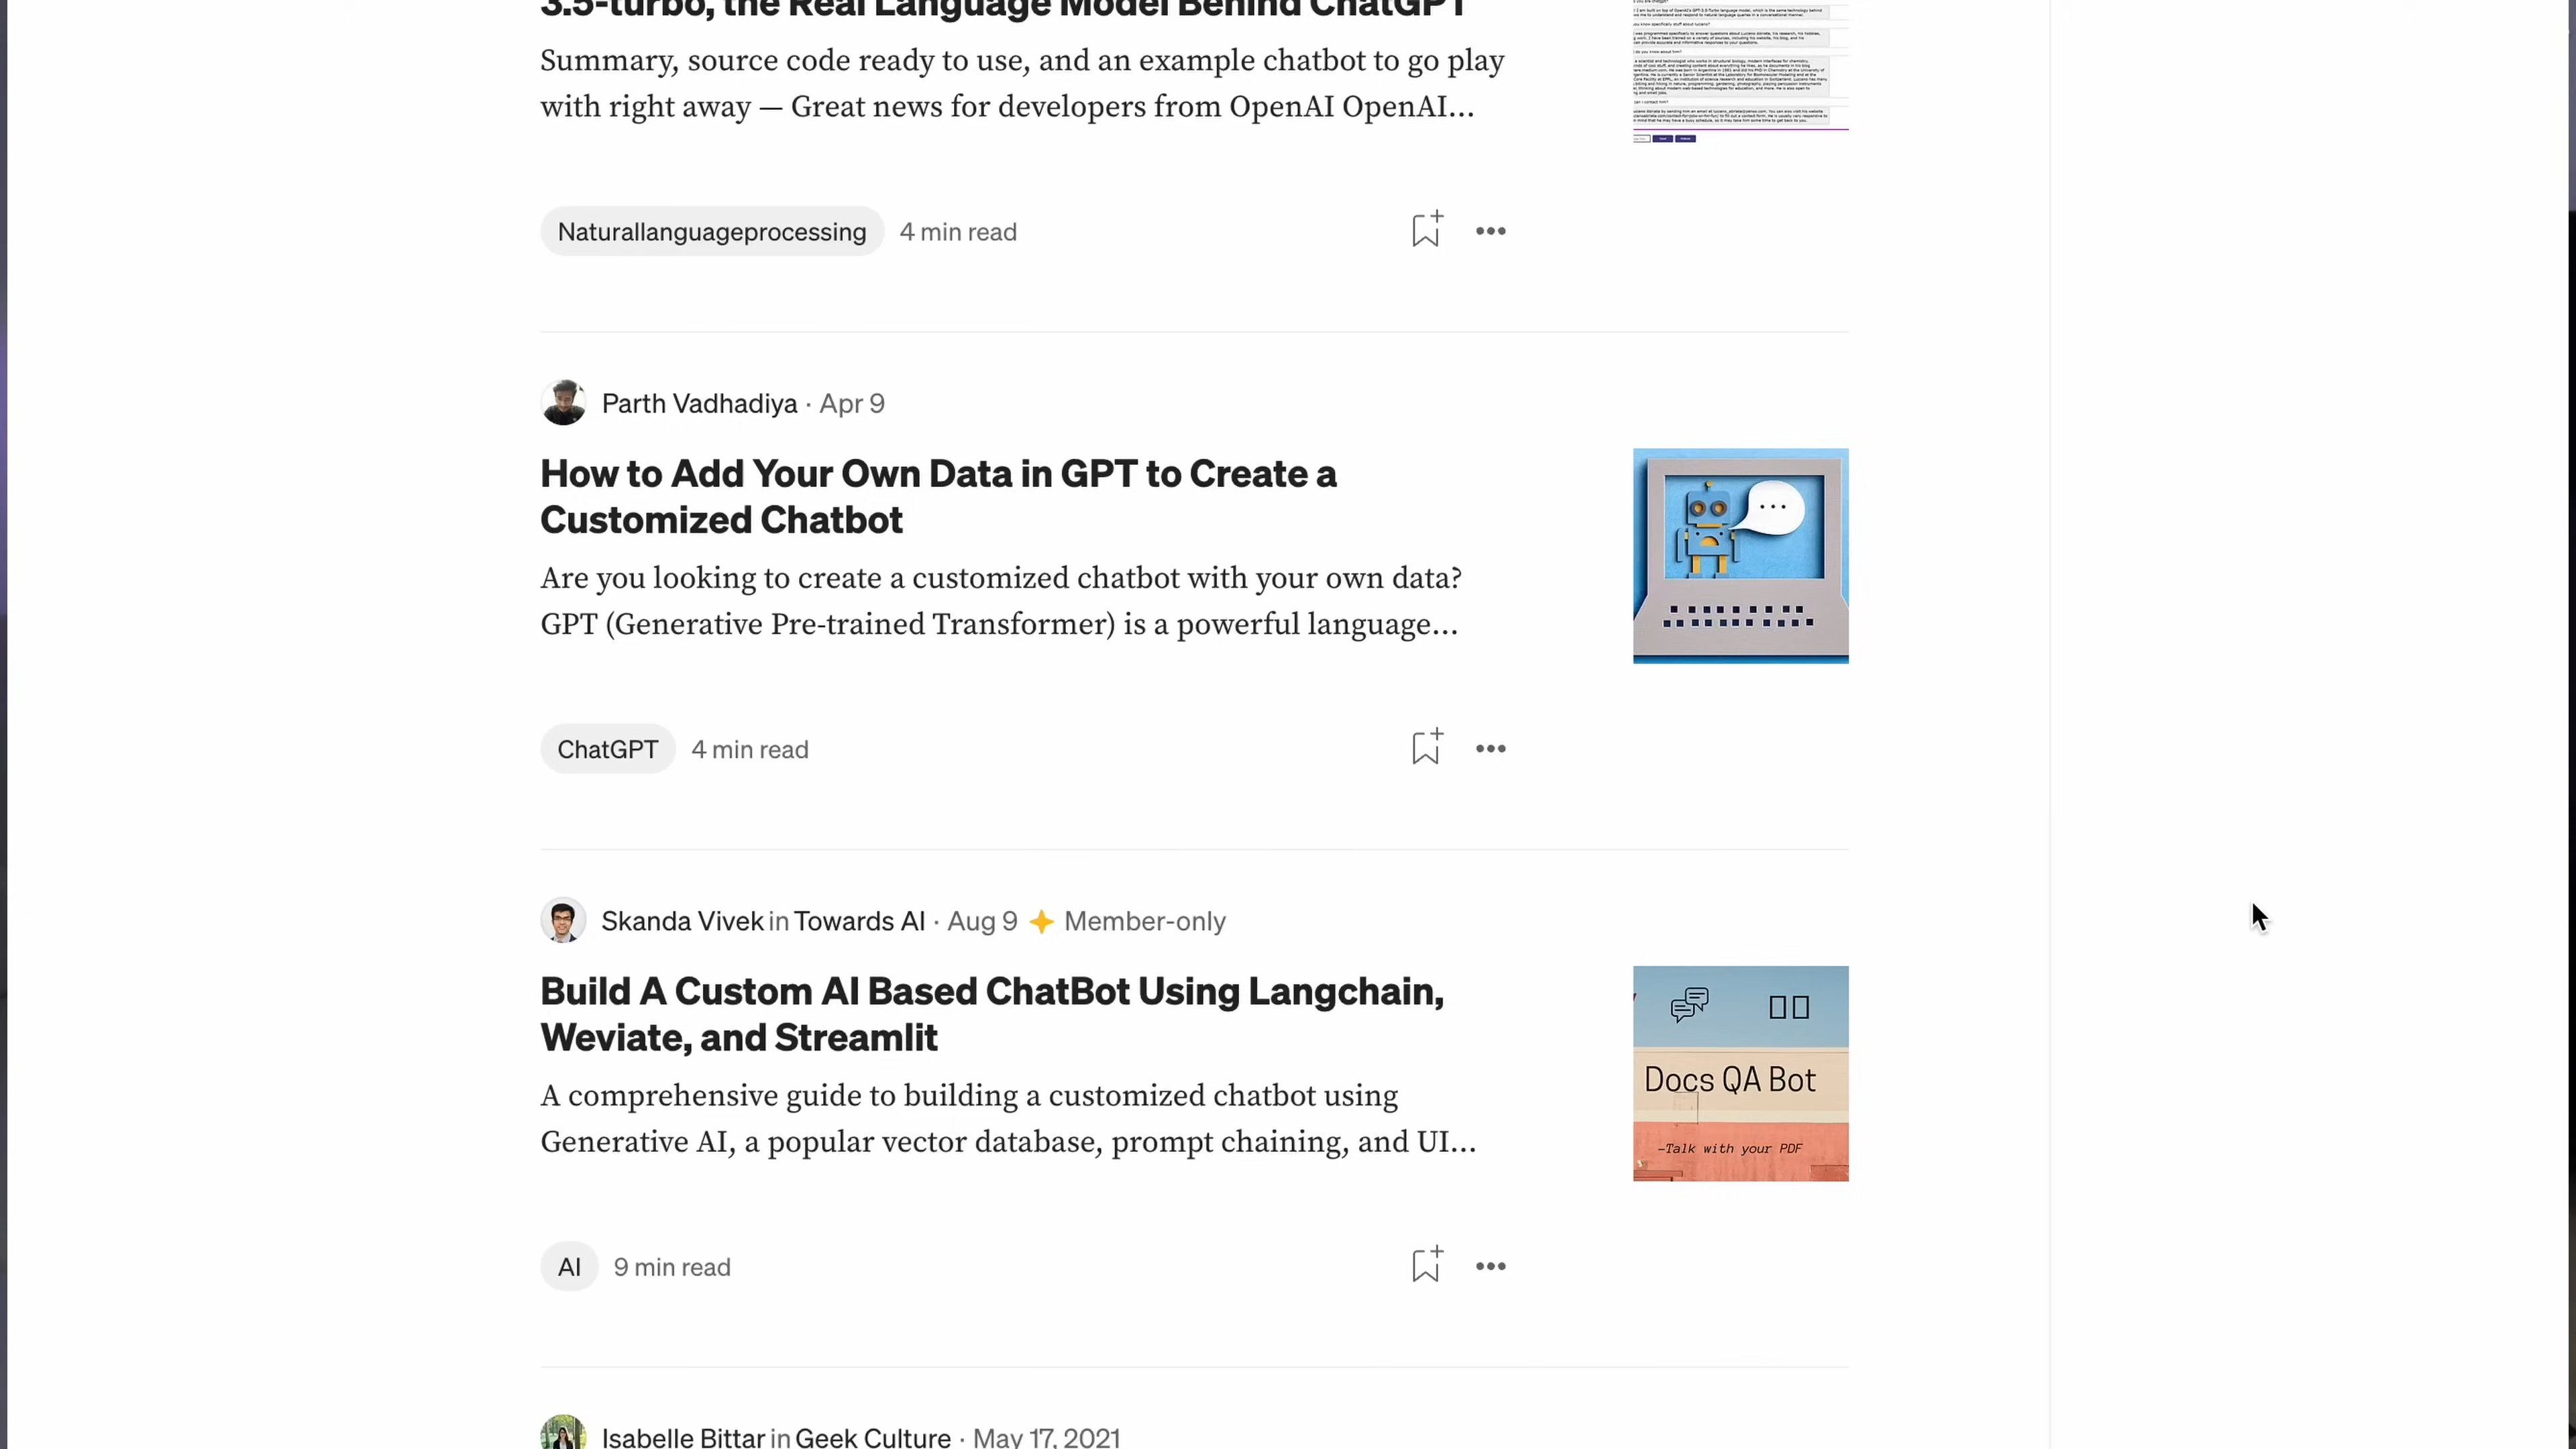 3.5-turbo, the Real Language Model Behind ChatGPT
Summary, source code ready to use, and an example chatbot to go play
with right away — Great news for developers from OpenAI OpenAI...
Naturallanguageprocessing 4 min read
Parth Vadhadiya · Apr 9
How to Add Your Own Data in GPT to Create a
Customized Chatbot
Are you looking to create a customized chatbot with your own data?
GPT (Generative Pre-trained Transformer) is a powerful language...
ChatGPT 4 min read
Skanda Vivek in Towards AI · Aug 9 Member-only
Build A Custom AI Based ChatBot Using Langchain,
Weviate, and Streamlit
A comprehensive guide to building a customized chatbot using
Generative AI, a popular vector database, prompt chaining, and UI...
Docs QA Bot
—Talk with your PDF
AI 9 min read
Isabelle Bittar in Geek Culture · May 17, 2021